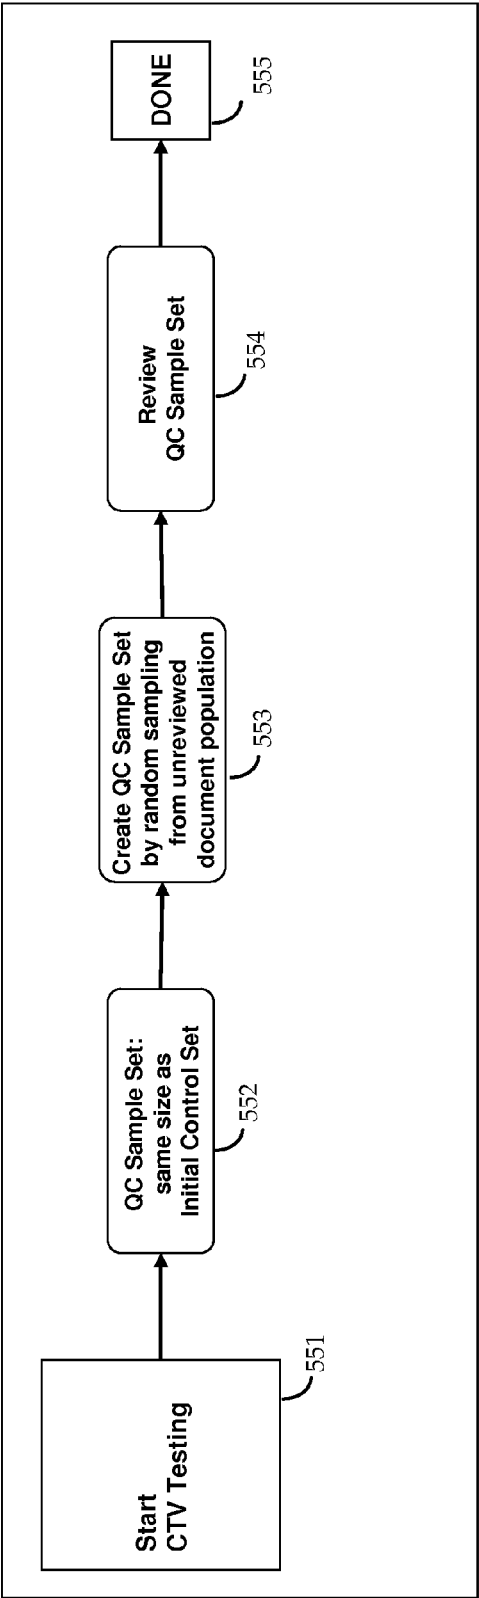 Start
CTV Testing
551
QC Sample Set:
same size as
Initial Control Set
552
Create QC Sample Set
by random sampling
from unreviewed
document population
553
Review
QC Sample Set
554
DONE
555